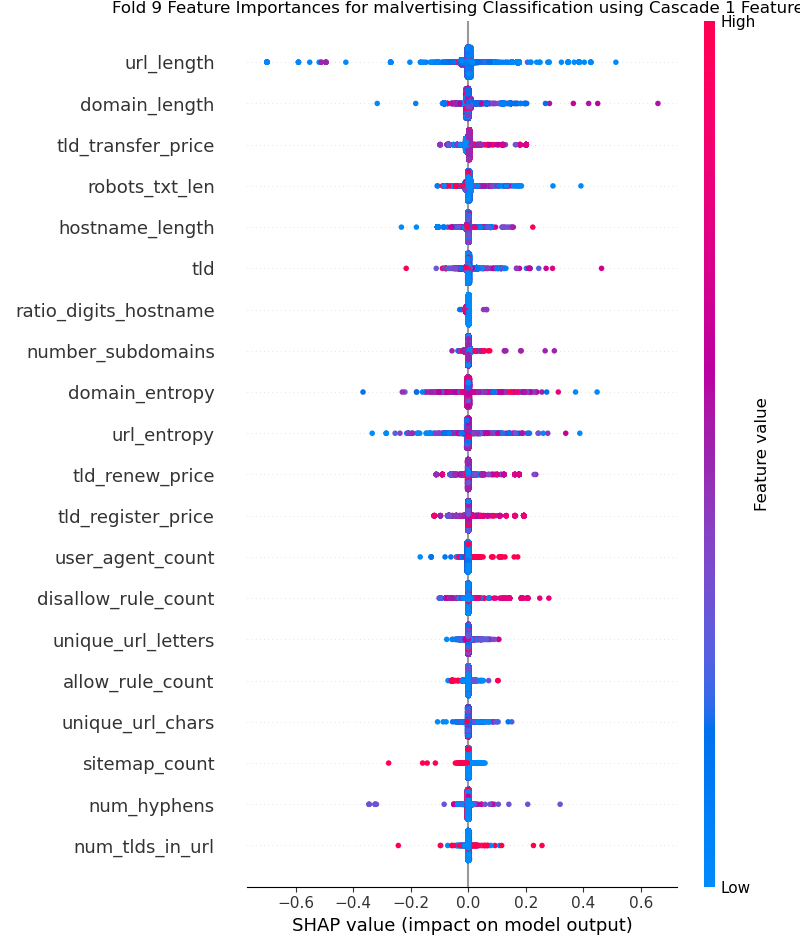 Fold 9 Feature Importances for malvertising Classification using Cascade 1 Feature
High
url_length
domain_length
tld_transfer_price
robots_txt_len
hostname_length
tld
ratio_digits_hostname
number_subdomains
domain_entropy
url_entropy
tld_renew_price
tld_register_price
user_agent_count
disallow_rule_count
unique_url_letters
allow_rule_count
unique_url_chars
sitemap_count
num_hyphens
num_tlds_in_url
Feature value
Low
−0.6 −0.4 −0.2 0.0 0.2 0.4 0.6
SHAP value (impact on model output)